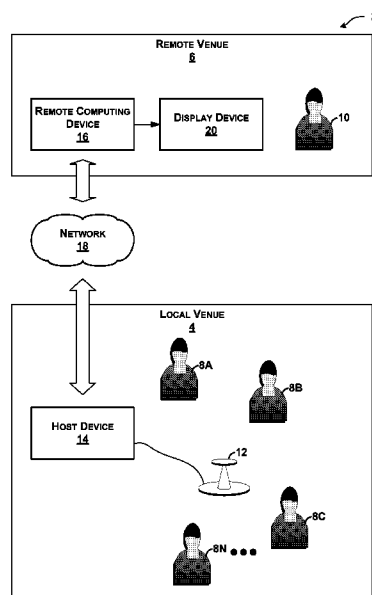 REMOTE VENUE
6
REMOTE COMPUTING
DEVICE
16
DISPLAY DEVICE
20
10
NETWORK
18
LOCAL VENUE
4
8A
8B
HOST DEVICE
14
12
8C
8N